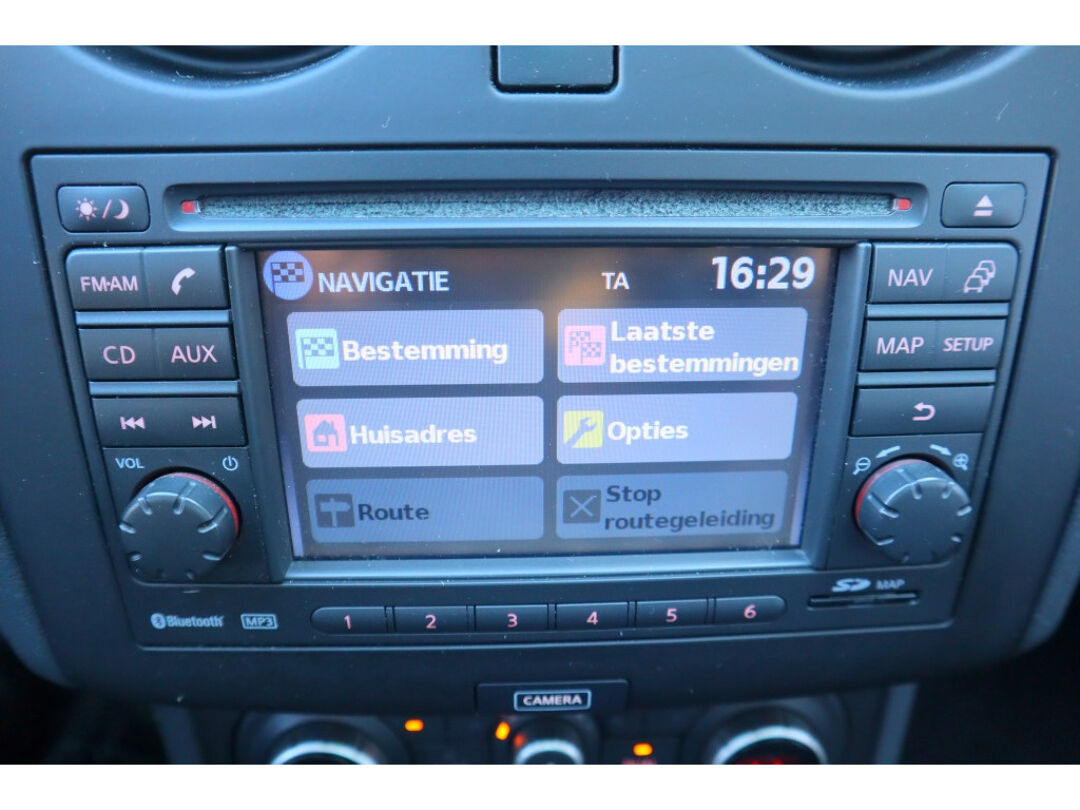 FM·AM
CD AUX
VOL
NAVIGATIE TA 16:29
Bestemming
Laatste
bestemmingen
Huisadres
Opties
Route
Stop
routegeleiding
NAV
MAP SETUP
SD MAP
Bluetooth MP3
1 2 3 4 5 6
CAMERA